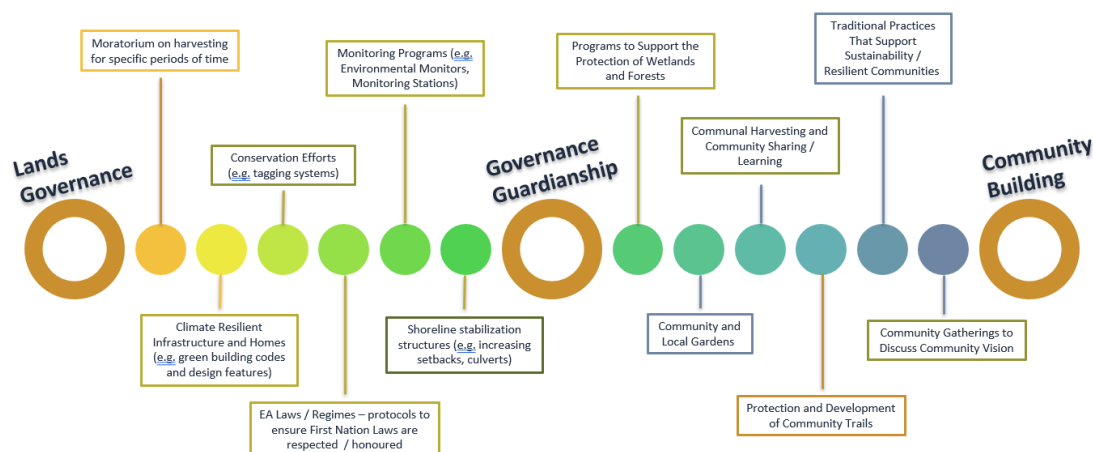 Lands
Governance
Moratorium on harvesting
for specific periods of time
Climate Resilient
Infrastructure and Homes
(e.g. green building codes
and design features)
Conservation Efforts
(e.g. tagging systems)
EA Laws / Regimes – protocols to
ensure First Nation Laws are
respected / honoured
Monitoring Programs (e.g.
Environmental Monitors,
Monitoring Stations)
Shoreline stabilization
structures (e.g. increasing
setbacks, culverts)
Governance
Guardianship
Programs to Support the
Protection of Wetlands
and Forests
Community and
Local Gardens
Communal Harvesting and
Community Sharing /
Learning
Protection and Development
of Community Trails
Traditional Practices
That Support
Sustainability /
Resilient Communities
Community Gatherings to
Discuss Community Vision
Community
Building